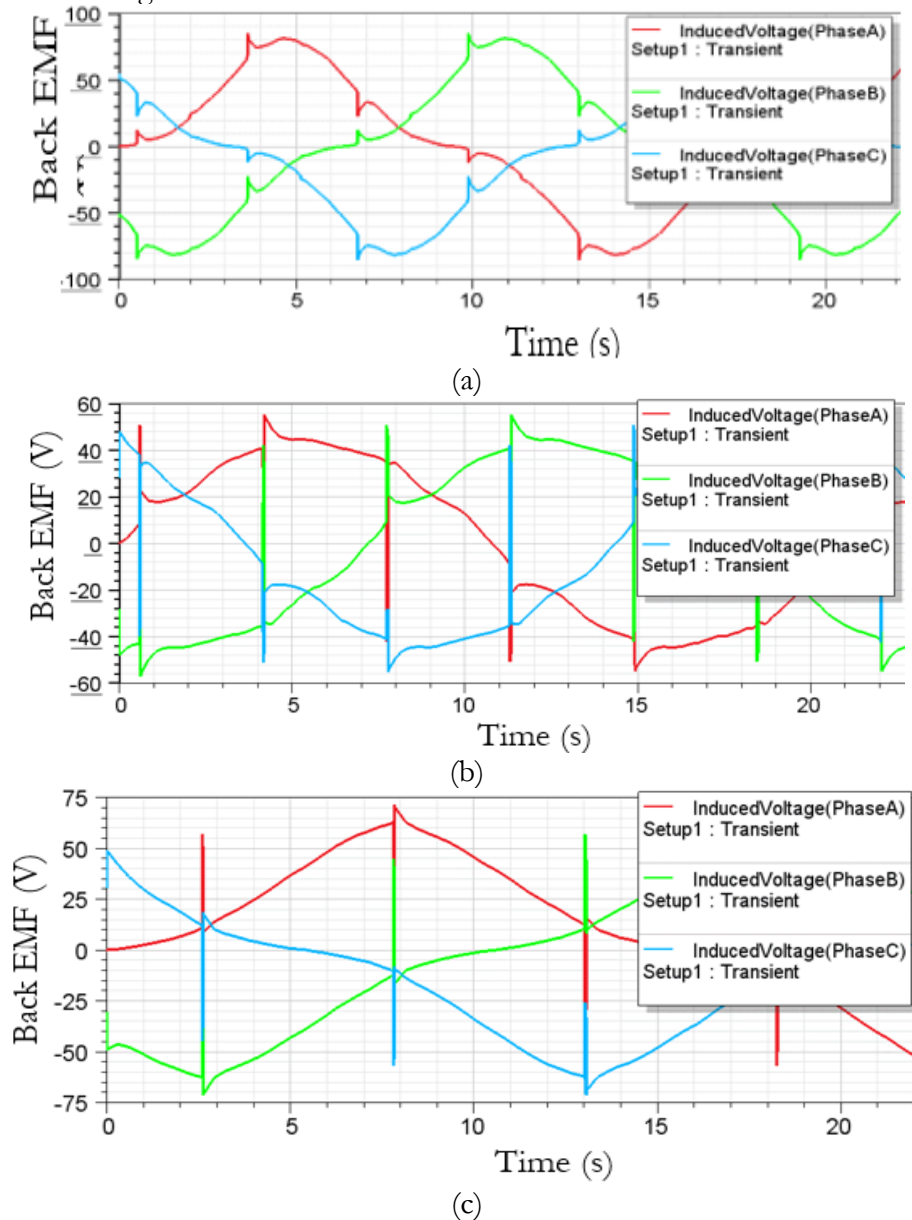 100
50
0
-50
-100
Back EMF
InducedVoltage(PhaseA)
Setup1 : Transient
InducedVoltage(PhaseB)
Setup1 : Transient
InducedVoltage(PhaseC)
Setup1 : Transient
0 5 10 15 20
Time (s)
(a)
60
40
20
0
-20
-40
-60
Back EMF (V)
InducedVoltage(PhaseA)
Setup1 : Transient
InducedVoltage(PhaseB)
Setup1 : Transient
InducedVoltage(PhaseC)
Setup1 : Transient
0 5 10 15 20
Time (s)
(b)
75
50
25
0
-25
-50
-75
Back EMF (V)
InducedVoltage(PhaseA)
Setup1 : Transient
InducedVoltage(PhaseB)
Setup1 : Transient
InducedVoltage(PhaseC)
Setup1 : Transient
0 5 10 15 20
Time (s)
(c)